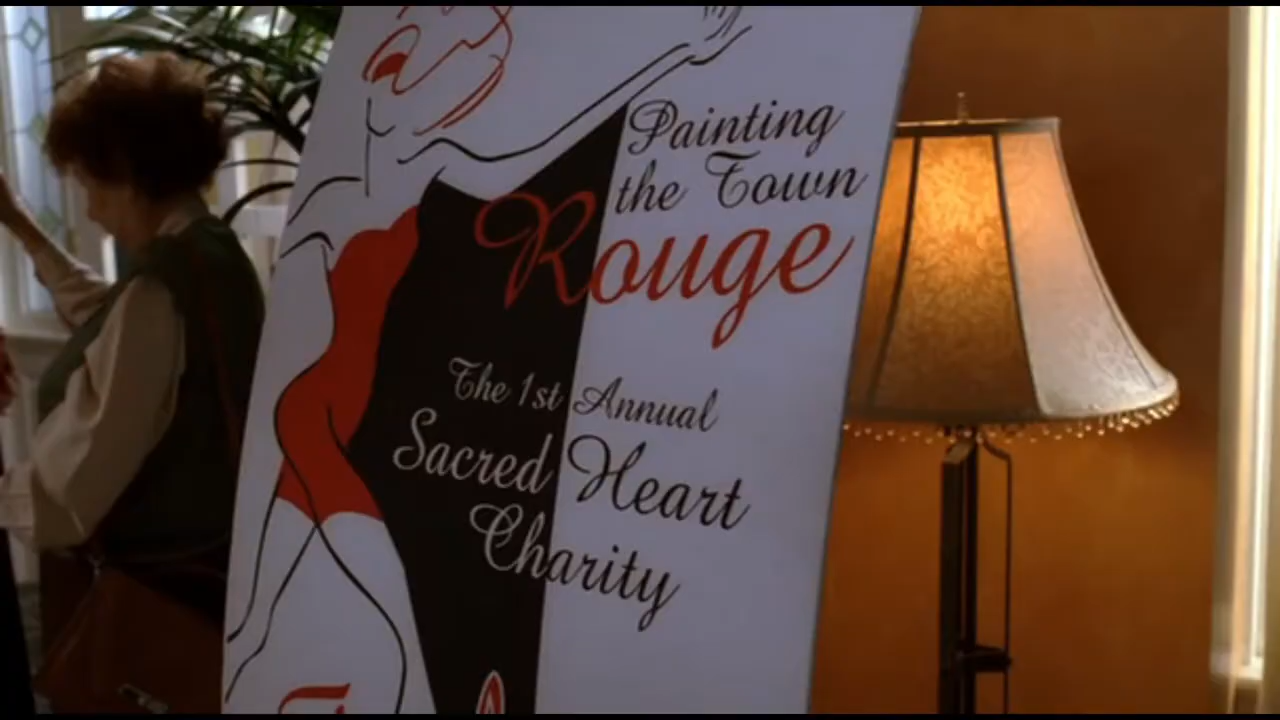 Painting
the Town
Rouge
The 1st Annual
Sacred Heart
Charity